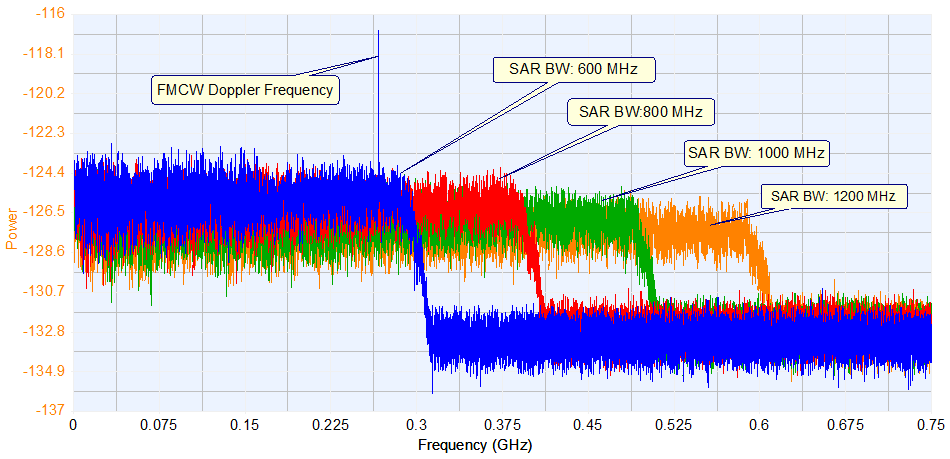 -116
-118.1
-120.2
-122.3
-124.4
-126.5
-128.6
-130.7
-132.8
-134.9
-137
Power
FMCW Doppler Frequency
SAR BW: 600 MHz
SAR BW:800 MHz
SAR BW: 1000 MHz
SAR BW: 1200 MHz
0 0.075 0.15 0.225 0.3 0.375 0.45 0.525 0.6 0.675 0.75
Frequency (GHz)